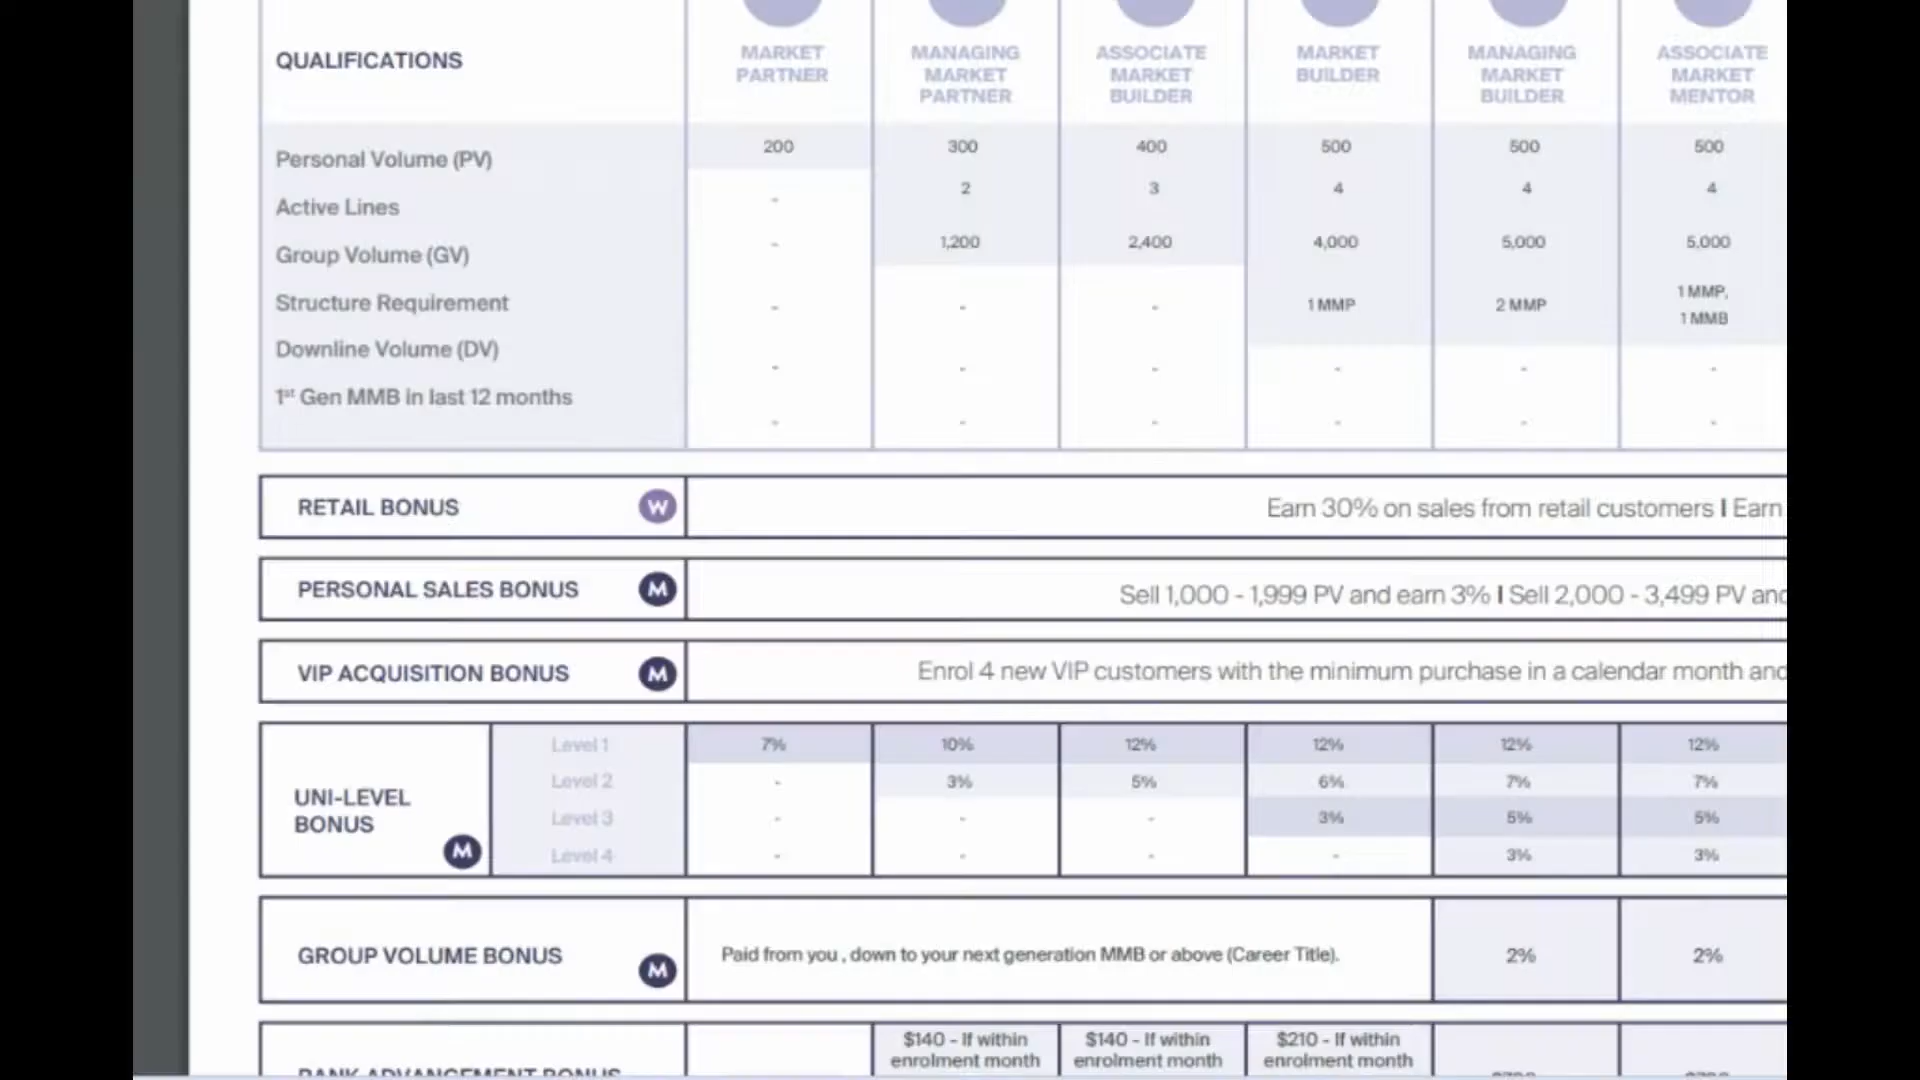 QUALIFICATIONS
MARKET
PARTNER
MANAGING
MARKET
PARTNER
ASSOCIATE
MARKET
BUILDER
MARKET
BUILDER
MANAGING
MARKET
BUILDER
ASSOCIATE
MARKET
MENTOR
Personal Volume (PV)
200 300 400 500 500 500
Active Lines
- 2 3 4 4 4
Group Volume (GV)
- 1,200 2,400 4,000 5,000 5,000
Structure Requirement
- - - 1 MMP 2 MMP 1 MMP,
1 MMB
Downline Volume (DV)
- - - - - -
1st Gen MMB in last 12 months
- - - - - -
RETAIL BONUS W Earn 30% on sales from retail customers I Earn
PERSONAL SALES BONUS M Sell 1,000 - 1,999 PV and earn 3% I Sell 2,000 - 3,499 PV and
VIP ACQUISITION BONUS M Enrol 4 new VIP customers with the minimum purchase in a calendar month and
UNI-LEVEL
BONUS
M
Level 1 7% 10% 12% 12% 12% 12%
Level 2 - 3% 5% 6% 7% 7%
Level 3 - - - 3% 5% 5%
Level 4 - - - - 3% 3%
GROUP VOLUME BONUS M Paid from you , down to your next generation MMB or above (Career Title). 2% 2%
RANK ADVANCEMENT BONUS
$140 - If within
enrolment month
$140 - If within
enrolment month
$210 - If within
enrolment month